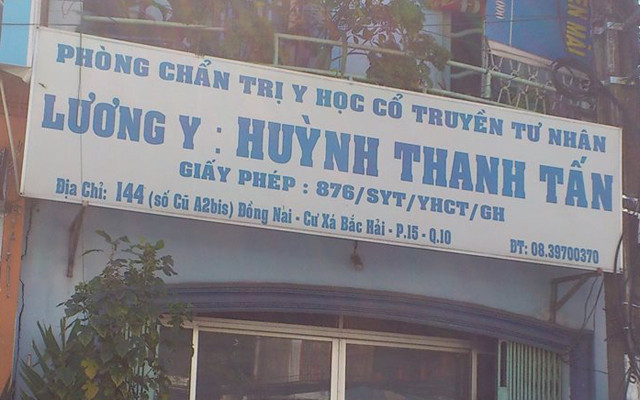 PHÒNG CHẨN TRỊ Y HỌC CỔ TRUYỀN TƯ NHÂN
LƯƠNG Y : HUỲNH THANH TẤN
GIẤY PHÉP : 876/SYT/YHCT/GH
Địa Chỉ: 144 (số Cũ A2bis) Đồng Nai - Cư Xá Bắc Hải - P.15 - Q.10
ĐT: 08.39700370